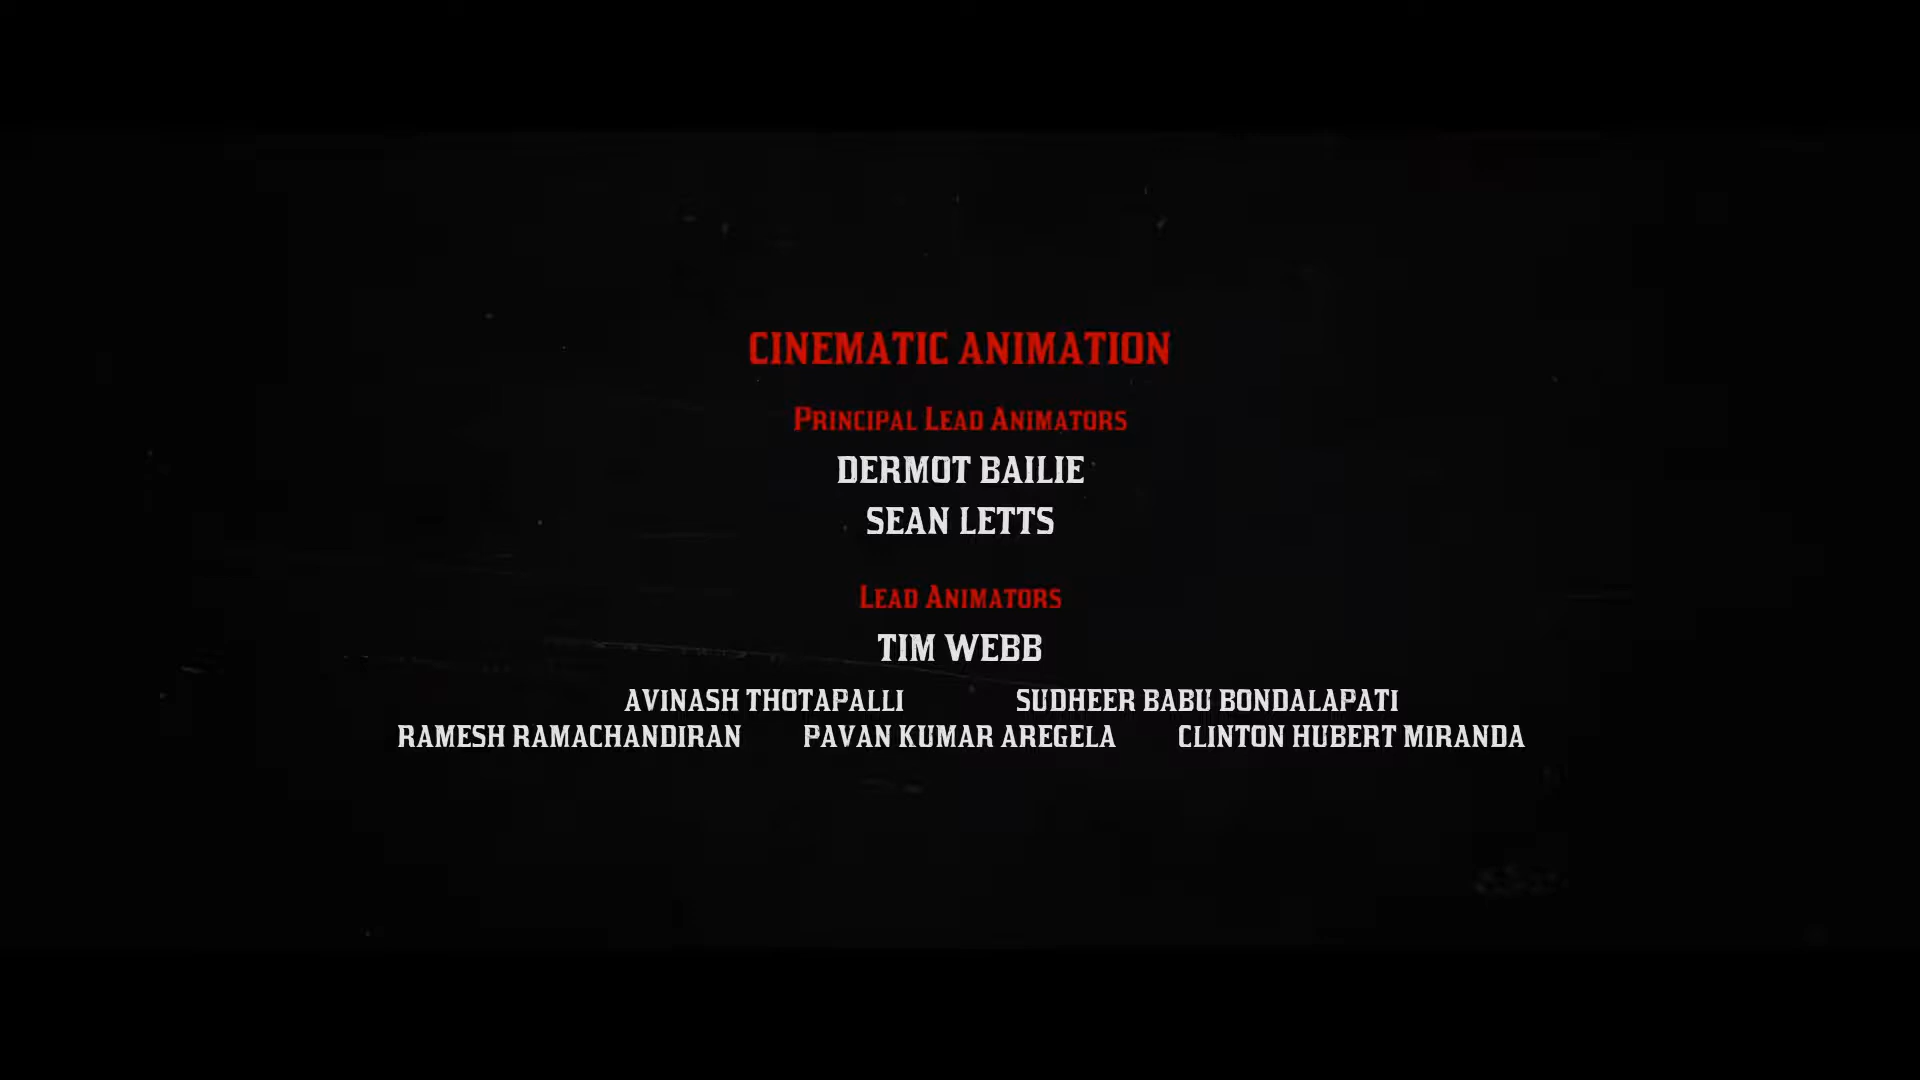 CINEMATIC ANIMATION
PRINCIPAL LEAD ANIMATORS
DERMOT BAILIE
SEAN LETTS
LEAD ANIMATORS
TIM WEBB
AVINASH THOTAPALLI SUDHEER BABU BONDALAPATI
RAMESH RAMACHANDIRAN PAVAN KUMAR AREGELA CLINTON HUBERT MIRANDA